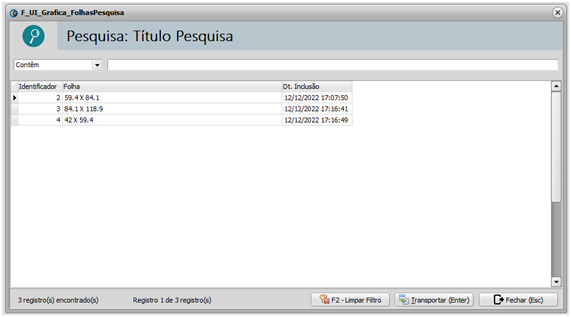 F_UI_Grafica_FolhasPesquisa
Pesquisa: Título Pesquisa
Contêm
Identificador Folha Dt. Inclusão
2 59.4 X 84.1 12/12/2022 17:07:50
3 84.1 X 118.9 12/12/2022 17:16:41
4 42 X 59.4 12/12/2022 17:16:49
3 registro(s) encontrado(s) Registro 1 de 3 registro(s) F2 - Limpar Filtro Transportar (Enter) Fechar (Esc)